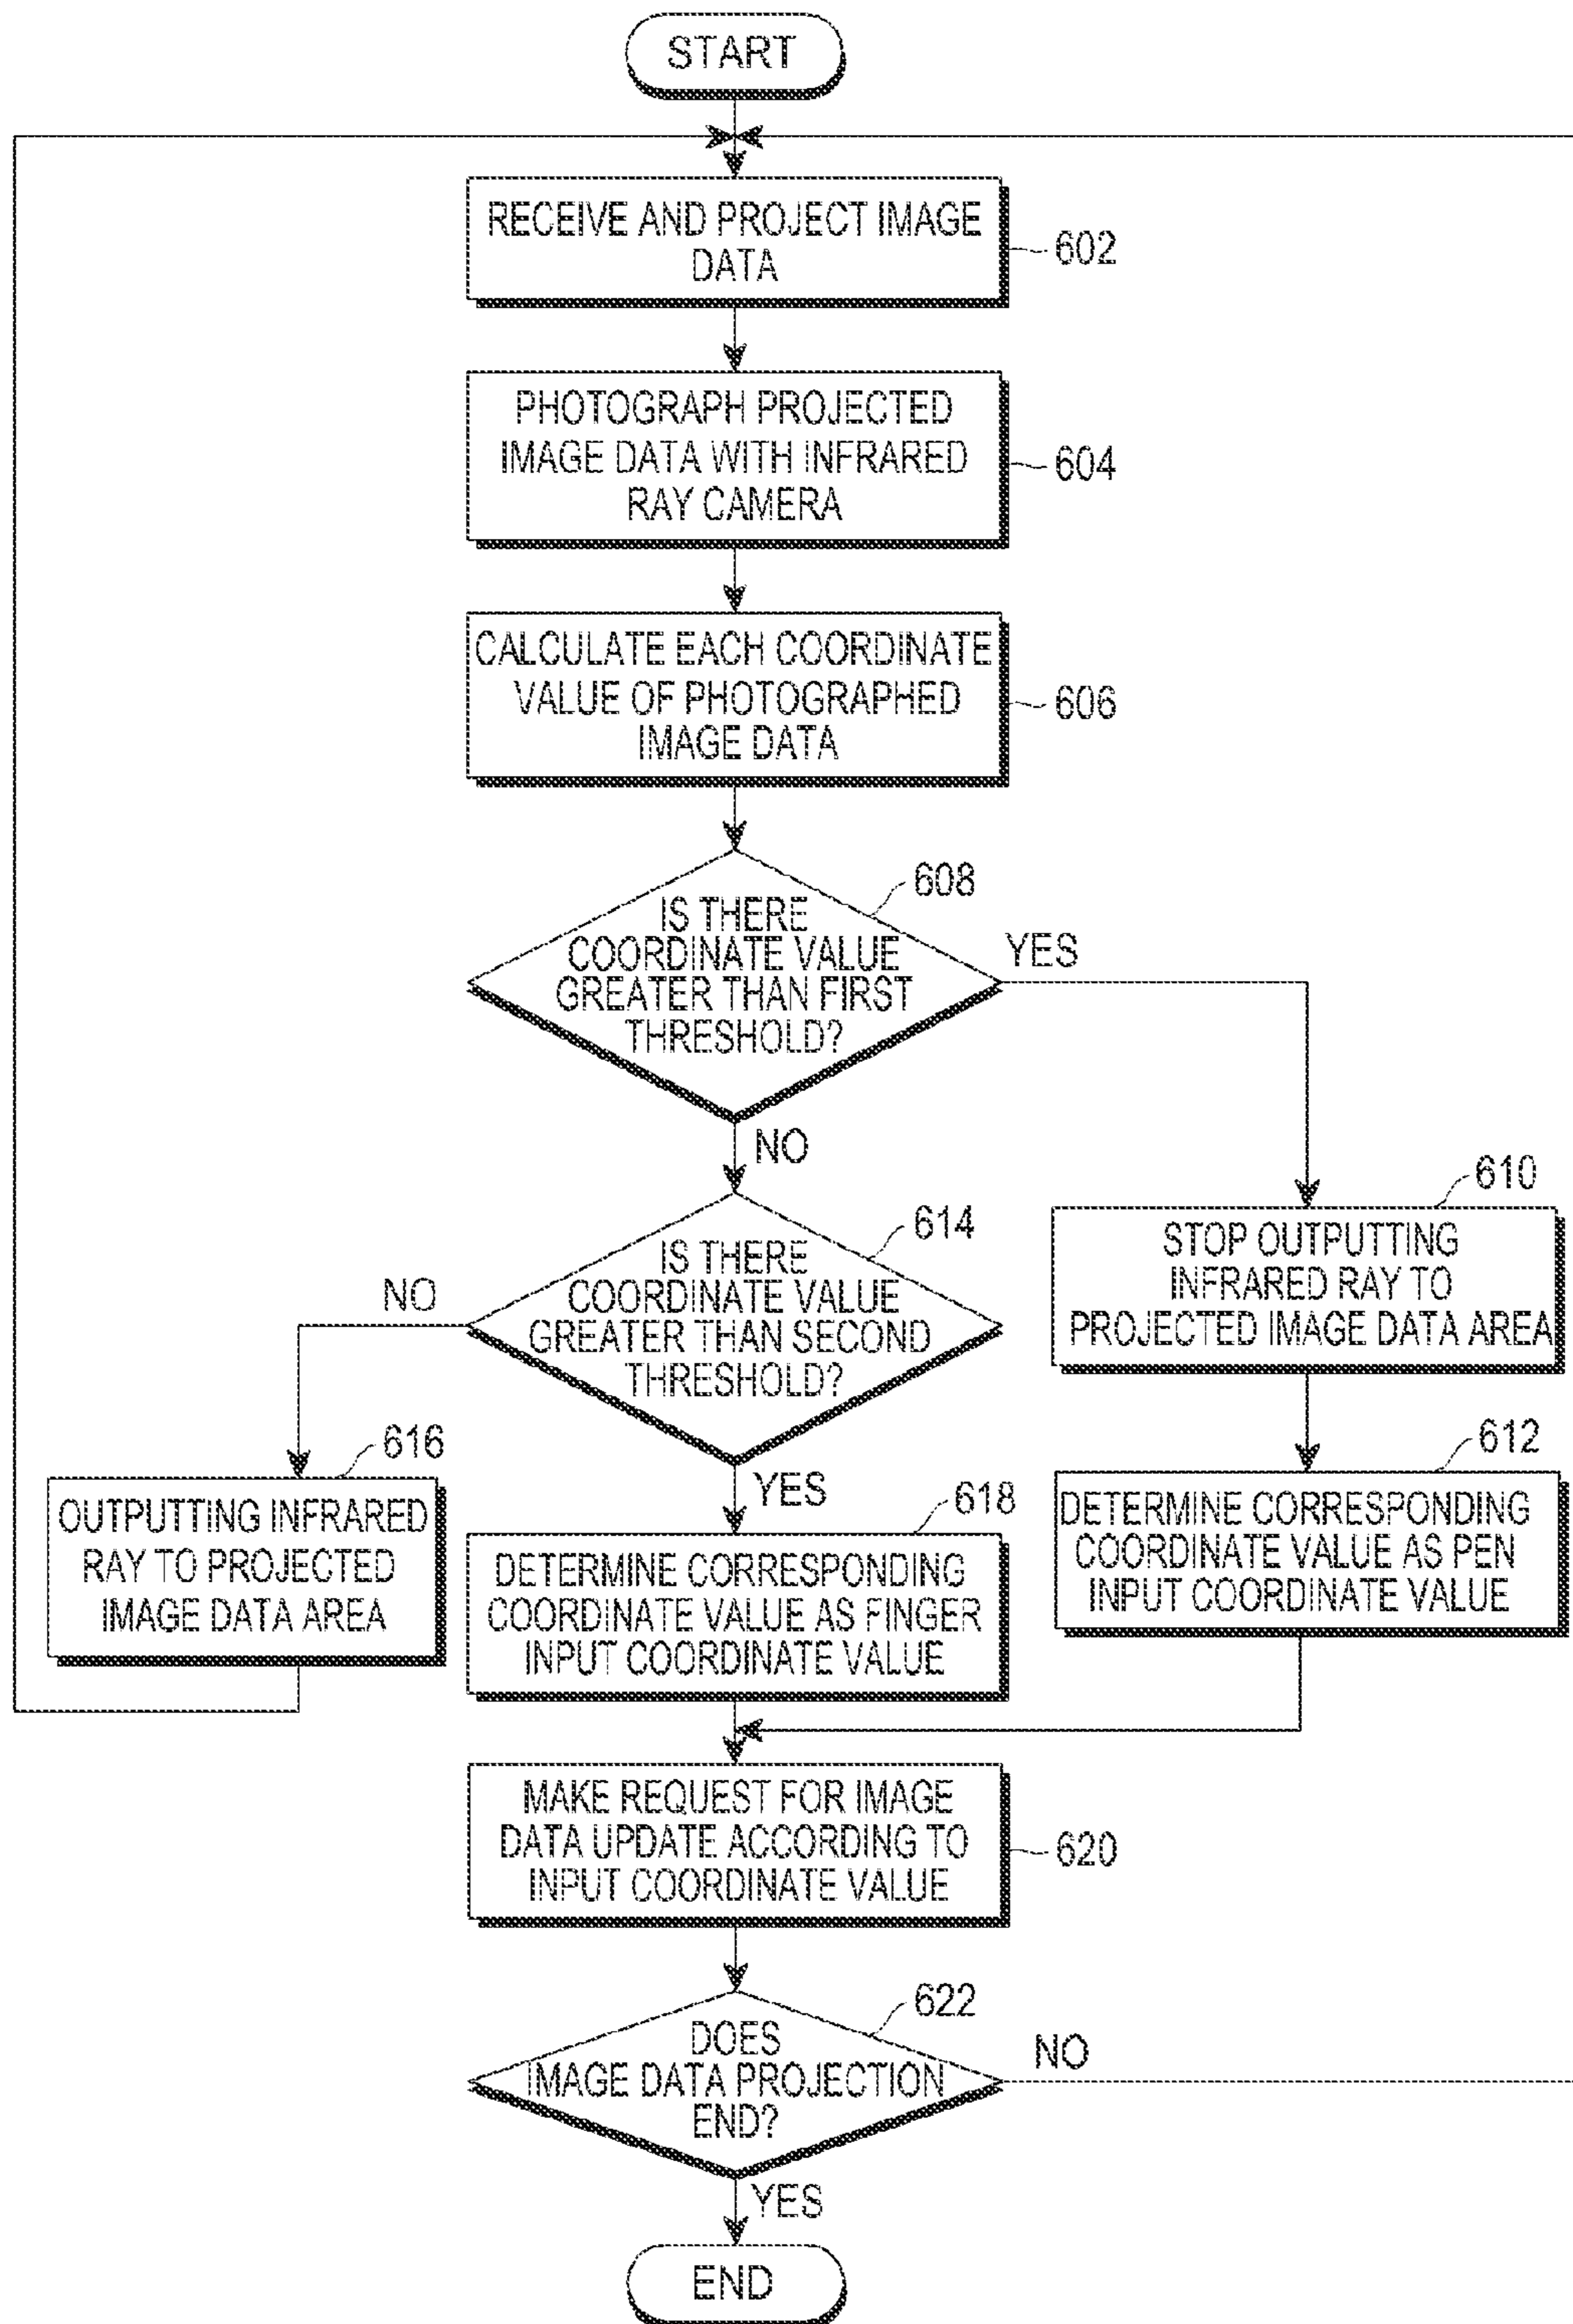 START
RECEIVE AND PROJECT IMAGE
DATA
602
PHOTOGRAPH PROJECTED
IMAGE DATA WITH INFRARED
RAY CAMERA
604
CALCULATE EACH COORDINATE
VALUE OF PHOTOGRAPHED
IMAGE DATA
606
608
IS THERE
COORDINATE VALUE
GREATER THAN FIRST
THRESHOLD?
YES
NO
610
STOP OUTPUTTING
INFRARED RAY TO
PROJECTED IMAGE DATA AREA
612
DETERMINE CORRESPONDING
COORDINATE VALUE AS PEN
INPUT COORDINATE VALUE
614
IS THERE
COORDINATE VALUE
GREATER THAN SECOND
THRESHOLD?
NO
YES
616
OUTPUTTING INFRARED
RAY TO PROJECTED
IMAGE DATA AREA
618
DETERMINE CORRESPONDING
COORDINATE VALUE AS FINGER
INPUT COORDINATE VALUE
MAKE REQUEST FOR IMAGE
DATA UPDATE ACCORDING TO
INPUT COORDINATE VALUE
620
622
DOES
IMAGE DATA PROJECTION
END?
NO
YES
END